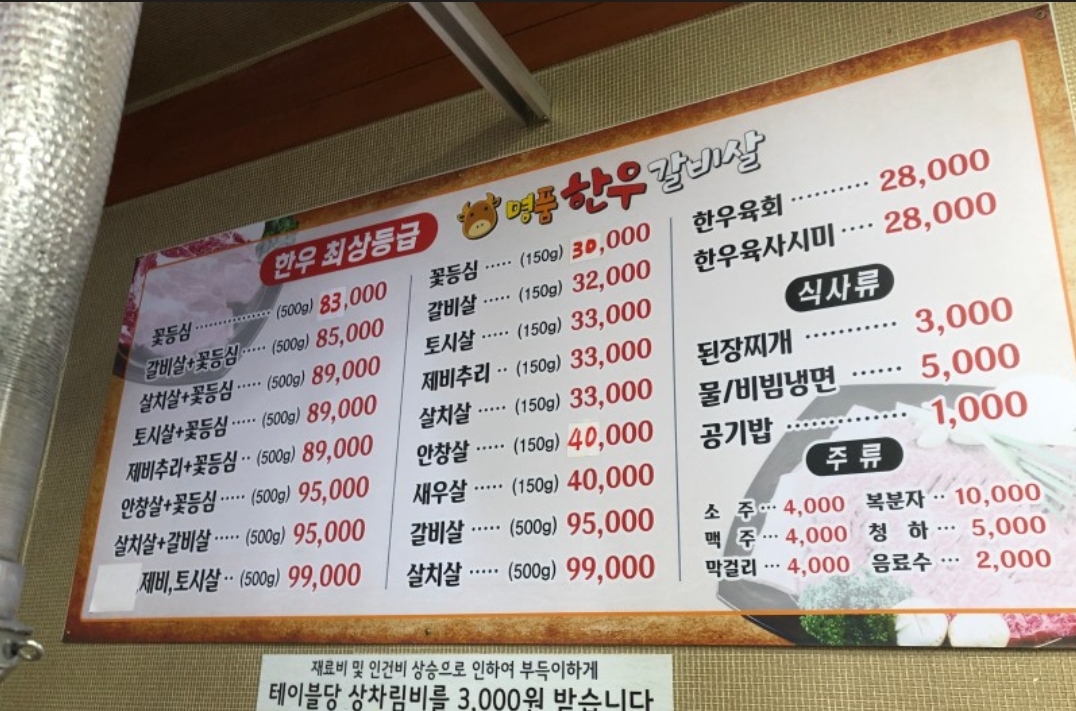 명품 한우 갈비살
한우 최상등급
꽃등심 ·············· (500g) 83,000
갈비살+꽃등심 ····· (500g) 85,000
살치살+꽃등심 ····· (500g) 89,000
토시살+꽃등심 ····· (500g) 89,000
제비추리+꽃등심 ·· (500g) 89,000
안창살+꽃등심 ····· (500g) 95,000
살치살+갈비살 ····· (500g) 95,000
,제비,토시살 ·· (500g) 99,000
꽃등심 ····· (150g) 30,000
갈비살 ····· (150g) 32,000
토시살 ····· (150g) 33,000
제비추리 ·· (150g) 33,000
살치살 ····· (150g) 33,000
안창살 ····· (150g) 40,000
새우살 ····· (150g) 40,000
갈비살 ····· (500g) 95,000
살치살 ····· (500g) 99,000
한우육회 ········· 28,000
한우육사시미 ···· 28,000
식사류
된장찌개 ··········· 3,000
물/비빔냉면 ······ 5,000
공기밥 ·············· 1,000
주 류
소 주 ··· 4,000 복분자 ·· 10,000
맥 주 ··· 4,000 청 하 ··· 5,000
막걸리 ··· 4,000 음료수 ··· 2,000
재료비 및 인건비 상승으로 인하여 부득이하게
테이블당 상차림비를 3,000원 받습니다